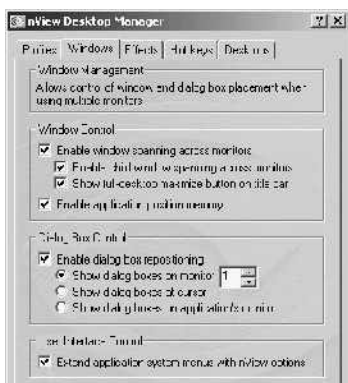 nView Desktop Manager
Profiles Windows Effects Hot keys Desktops
Window Management
Allows control of window and dialog box placement when
using multiple monitors
Window Control
Enable window spanning across monitors
Enable child window spanning across monitors
Show full-desktop maximize button on title bar
Enable application position memory
Dialog Box Control
Enable dialog box repositioning
Show dialog boxes on monitor 1
Show dialog boxes at cursor
Show dialog boxes on application's monitor
User Interface Control
Extend application system menus with nView options